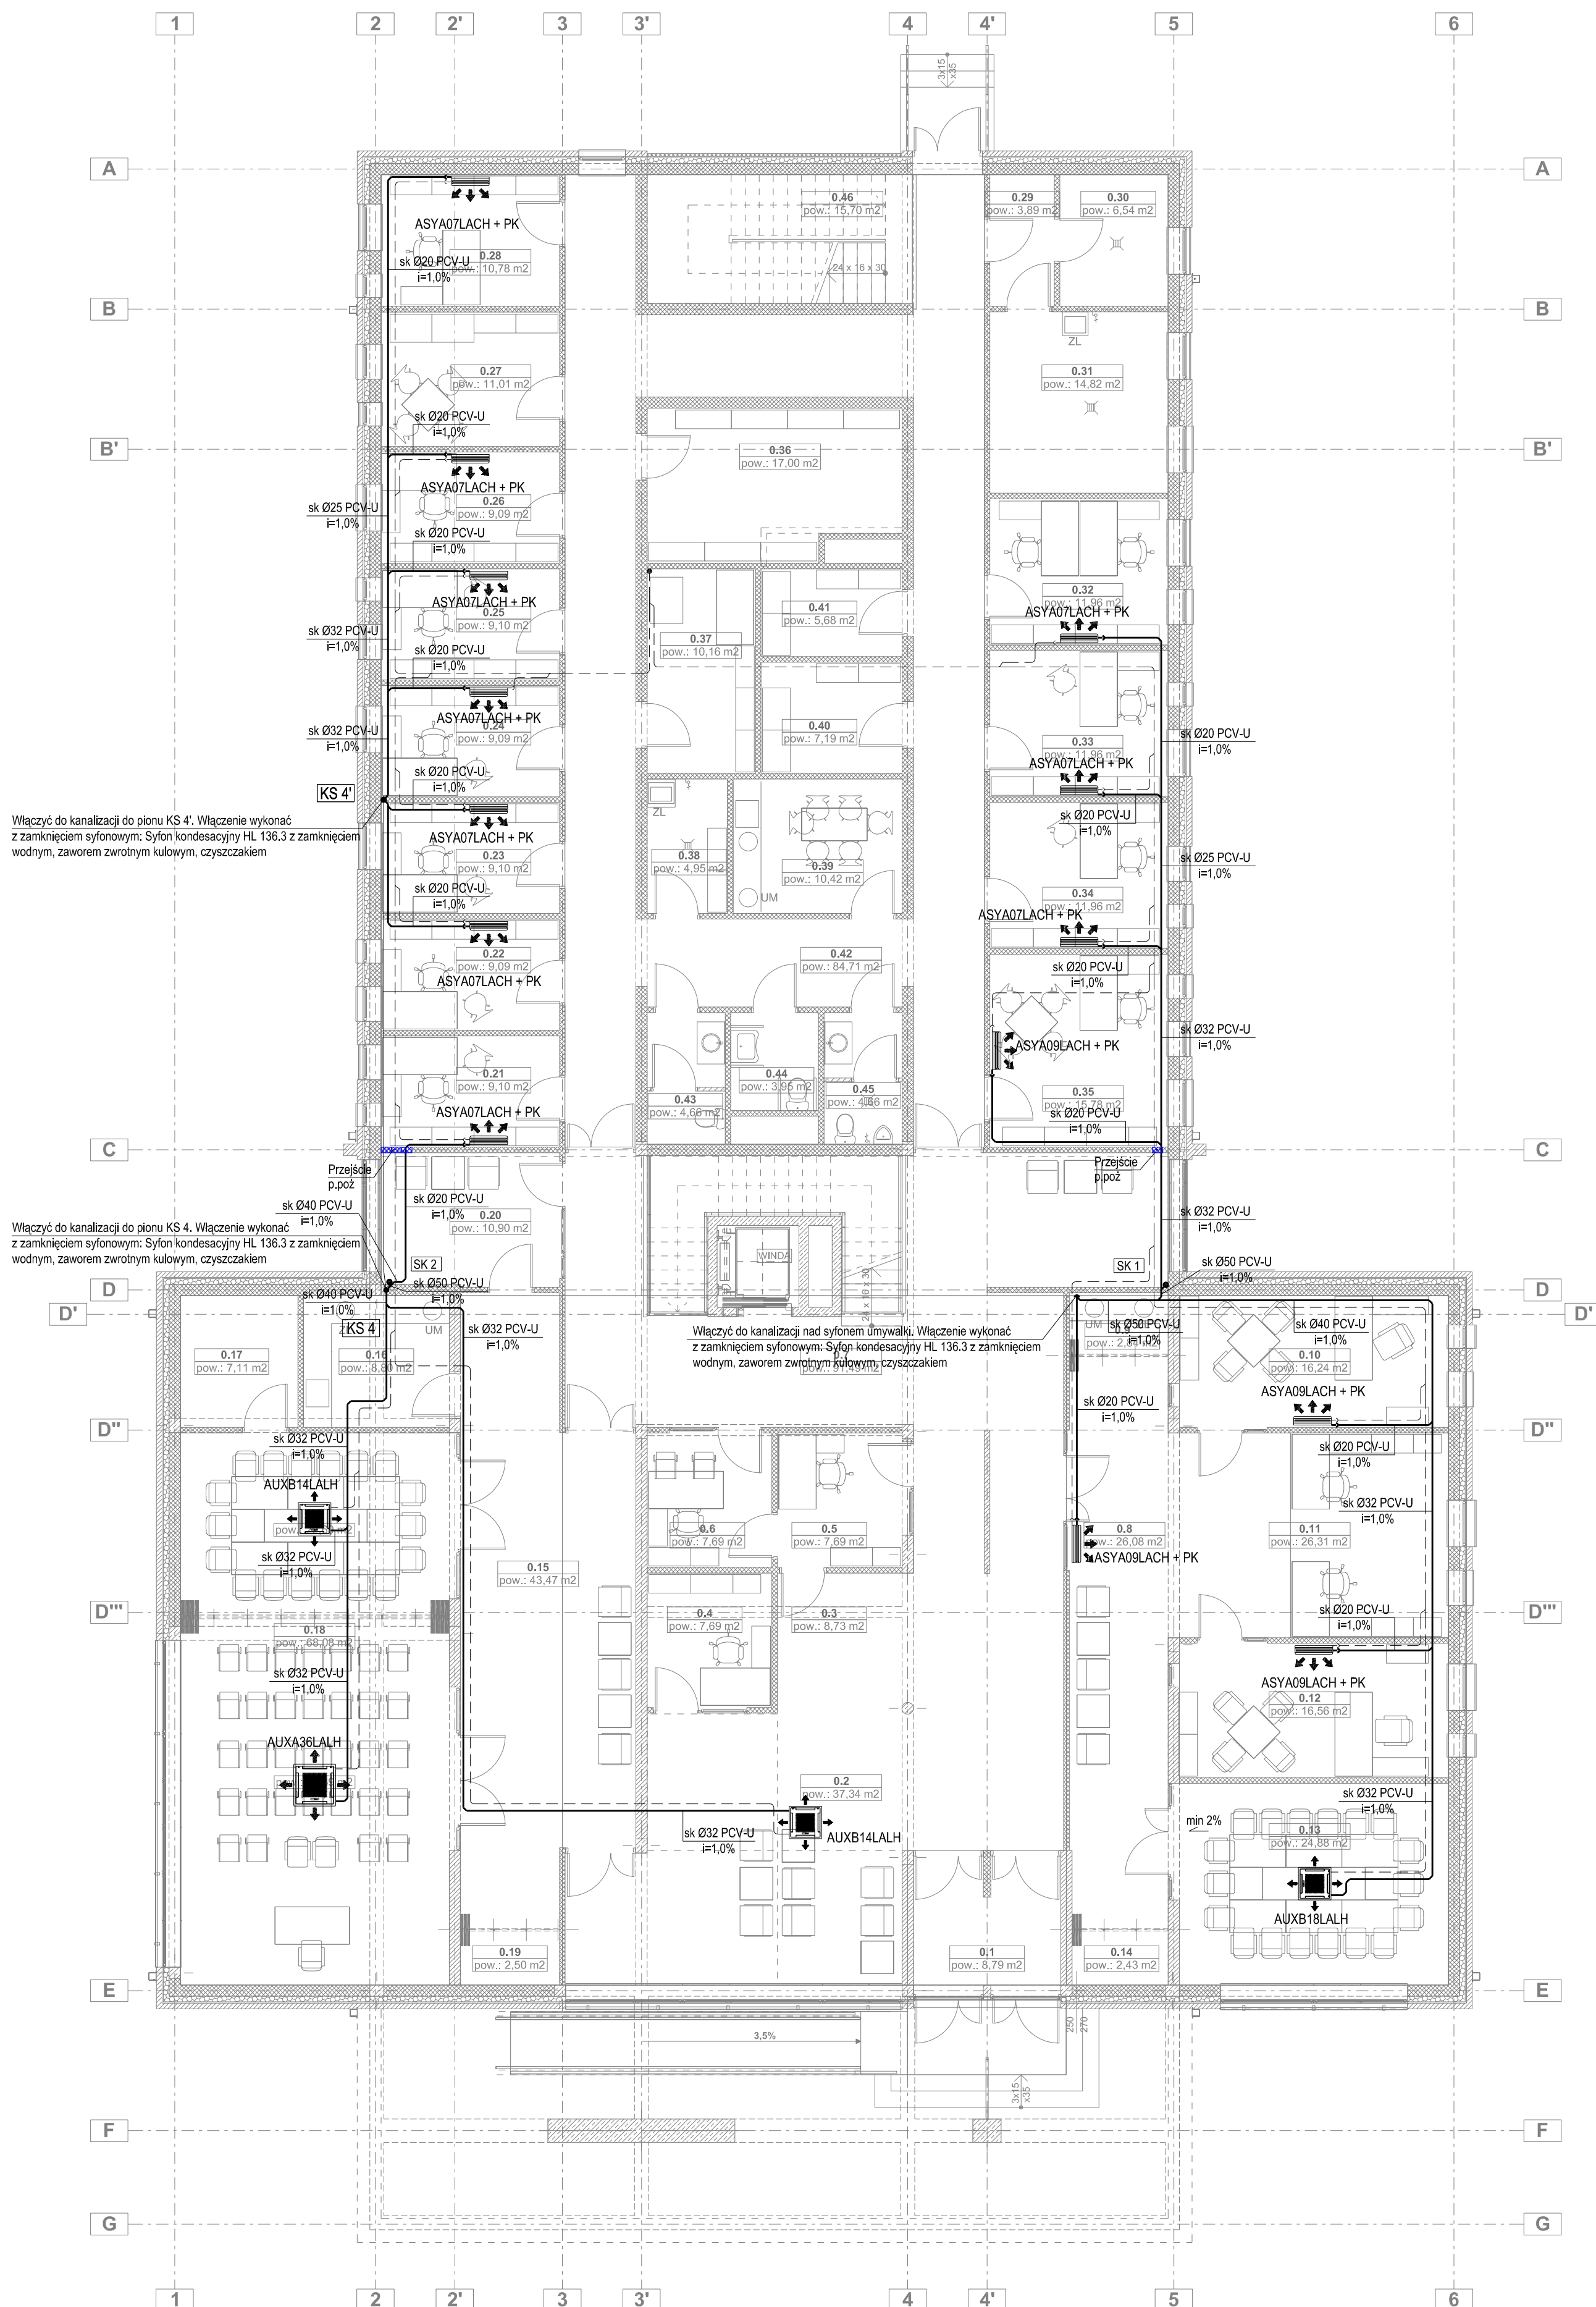 1 2 2' 3 3' 4 4' 5 6
3x15
x35
A
A
0.46
pow.: 15,70 m2
24 x 16 x 30
0.29
pow.: 3,89 m2
0.30
pow.: 6,54 m2
ASYA07LACH + PK
0.28
pow.: 10,78 m2
sk Ø20 PCV-U
i=1,0%
B
B
ZL
0.27
pow.: 11,01 m2
0.31
pow.: 14,82 m2
sk Ø20 PCV-U
i=1,0%
B'
B'
0.36
pow.: 17,00 m2
ASYA07LACH + PK
0.26
pow.: 9,09 m2
sk Ø25 PCV-U
i=1,0%
sk Ø20 PCV-U
i=1,0%
ASYA07LACH + PK
0.25
pow.: 9,10 m2
sk Ø32 PCV-U
i=1,0%
sk Ø20 PCV-U
i=1,0%
0.41
pow.: 5,68 m2
0.37
pow.: 10,16 m2
0.32
pow.: 11,96 m2
ASYA07LACH + PK
ASYA07LACH + PK
0.24
pow.: 9,09 m2
sk Ø32 PCV-U
i=1,0%
sk Ø20 PCV-U
i=1,0%
0.40
pow.: 7,19 m2
0.33
pow.: 11,96 m2
ASYA07LACH + PK
sk Ø20 PCV-U
i=1,0%
KS 4'
Włączyć do kanalizacji do pionu KS 4'. Włączenie wykonać
z zamknięciem syfonowym: Syfon kondesacyjny HL 136.3 z zamknięciem
wodnym, zaworem zwrotnym kulowym, czyszczakiem
ASYA07LACH + PK
0.23
pow.: 9,10 m2
sk Ø20 PCV-U
i=1,0%
ZL
0.38
pow.: 4,95 m2
0.39
pow.: 10,42 m2
UM
sk Ø20 PCV-U
i=1,0%
sk Ø25 PCV-U
i=1,0%
0.34
pow.: 11,96 m2
ASYA07LACH + PK
0.22
pow.: 9,09 m2
ASYA07LACH + PK
0.42
pow.: 84,71 m2
sk Ø20 PCV-U
i=1,0%
sk Ø32 PCV-U
i=1,0%
ASYA09LACH + PK
0.21
pow.: 9,10 m2
ASYA07LACH + PK
0.43
pow.: 4,66 m2
0.44
pow.: 3,95 m2
0.45
pow.: 4,66 m2
0.35
pow.: 15,78 m2
sk Ø20 PCV-U
i=1,0%
C
C
Przejście
p.poż
Przejście
p.poż
sk Ø20 PCV-U
i=1,0%
sk Ø40 PCV-U
i=1,0%
0.20
pow.: 10,90 m2
sk Ø32 PCV-U
i=1,0%
Włączyć do kanalizacji do pionu KS 4. Włączenie wykonać
z zamknięciem syfonowym: Syfon kondesacyjny HL 136.3 z zamknięciem
wodnym, zaworem zwrotnym kulowym, czyszczakiem
SK 2
WINDA
24 x 16 x 30
SK 1
D
D
sk Ø50 PCV-U
i=1,0%
sk Ø50 PCV-U
i=1,0%
sk Ø40 PCV-U
i=1,0%
D'
D'
KS 4
UM
sk Ø32 PCV-U
i=1,0%
Włączyć do kanalizacji nad syfonem umywalki. Włączenie wykonać
z zamknięciem syfonowym: Syfon kondesacyjny HL 136.3 z zamknięciem
wodnym, zaworem zwrotnym kulowym, czyszczakiem
UM
sk Ø50 PCV-U
i=1,0%
sk Ø40 PCV-U
i=1,0%
0.17
pow.: 7,11 m2
0.16
0.10
pow.: 16,24 m2
ASYA09LACH + PK
sk Ø20 PCV-U
i=1,0%
D''
D''
sk Ø32 PCV-U
i=1,0%
sk Ø20 PCV-U
i=1,0%
AUXB14LALH
sk Ø32 PCV-U
i=1,0%
0.6
pow.: 7,69 m2
0.5
pow.: 7,69 m2
0.8
pow.: 26,08 m2
ASYA09LACH + PK
0.11
pow.: 26,31 m2
sk Ø32 PCV-U
i=1,0%
0.15
pow.: 43,47 m2
D'''
D'''
0.4
pow.: 7,69 m2
0.3
pow.: 8,73 m2
sk Ø20 PCV-U
i=1,0%
0.18
pow.: 68,08 m2
sk Ø32 PCV-U
i=1,0%
ASYA09LACH + PK
0.12
pow.: 16,56 m2
AUXA36LALH
0.2
pow.: 37,34 m2
sk Ø32 PCV-U
i=1,0%
AUXB14LALH
sk Ø32 PCV-U
i=1,0%
min 2%
0.13
pow.: 24,88 m2
AUXB18LALH
0.19
pow.: 2,50 m2
0.1
pow.: 8,79 m2
0.14
pow.: 2,43 m2
E
E
3,5%
250
270
3x15
x35
F
F
G
G
1 2 2' 3 3' 4 4' 5 6